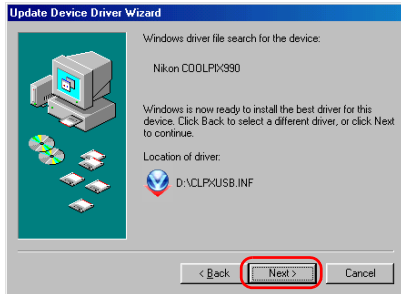 Update Device Driver Wizard
Windows driver file search for the device:
Nikon COOLPIX990
Windows is now ready to install the best driver for this
device. Click Back to select a different driver, or click Next
to continue.
Location of driver:
D:\CLPXUSB.INF
< Back
Next >
Cancel